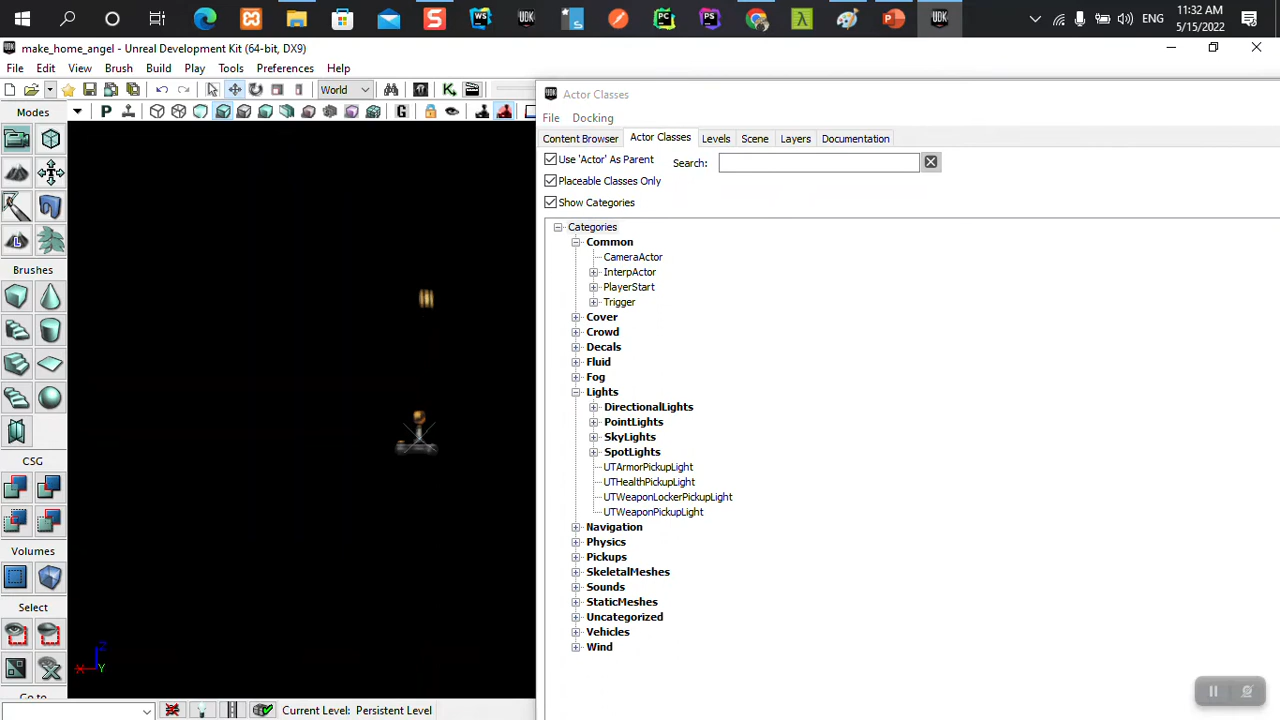 11:32 AM
ENG
5/15/2022
make_home_angel - Unreal Development Kit (64-bit, DX9)
File Edit View Brush Build Play Tools Preferences Help
World
Modes
Brushes
CSG
Volumes
Select
Go to
Actor Classes
File Docking
Content Browser Actor Classes Levels Scene Layers Documentation
Use 'Actor' As Parent Search:
Placeable Classes Only
Show Categories
Categories
Common
CameraActor
InterpActor
PlayerStart
Trigger
Cover
Crowd
Decals
Fluid
Fog
Lights
DirectionalLights
PointLights
SkyLights
SpotLights
UTArmorPickupLight
UTHealthPickupLight
UTWeaponLockerPickupLight
UTWeaponPickupLight
Navigation
Physics
Pickups
SkeletalMeshes
Sounds
StaticMeshes
Uncategorized
Vehicles
Wind
Z
X
Y
Current Level: Persistent Level